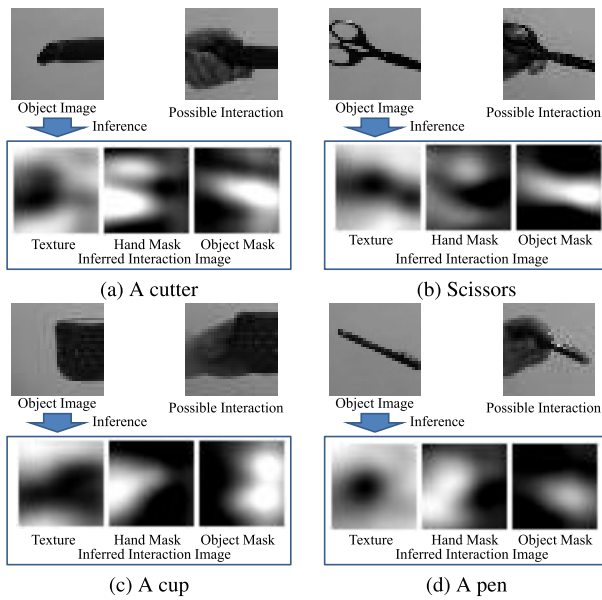 Object Image
Possible Interaction
Inference
Texture Hand Mask Object Mask
Inferred Interaction Image
(a) A cutter
Object Image
Possible Interaction
Inference
Texture Hand Mask Object Mask
Inferred Interaction Image
(b) Scissors
Object Image
Possible Interaction
Inference
Texture Hand Mask Object Mask
Inferred Interaction Image
(c) A cup
Object Image
Possible Interaction
Inference
Texture Hand Mask Object Mask
Inferred Interaction Image
(d) A pen